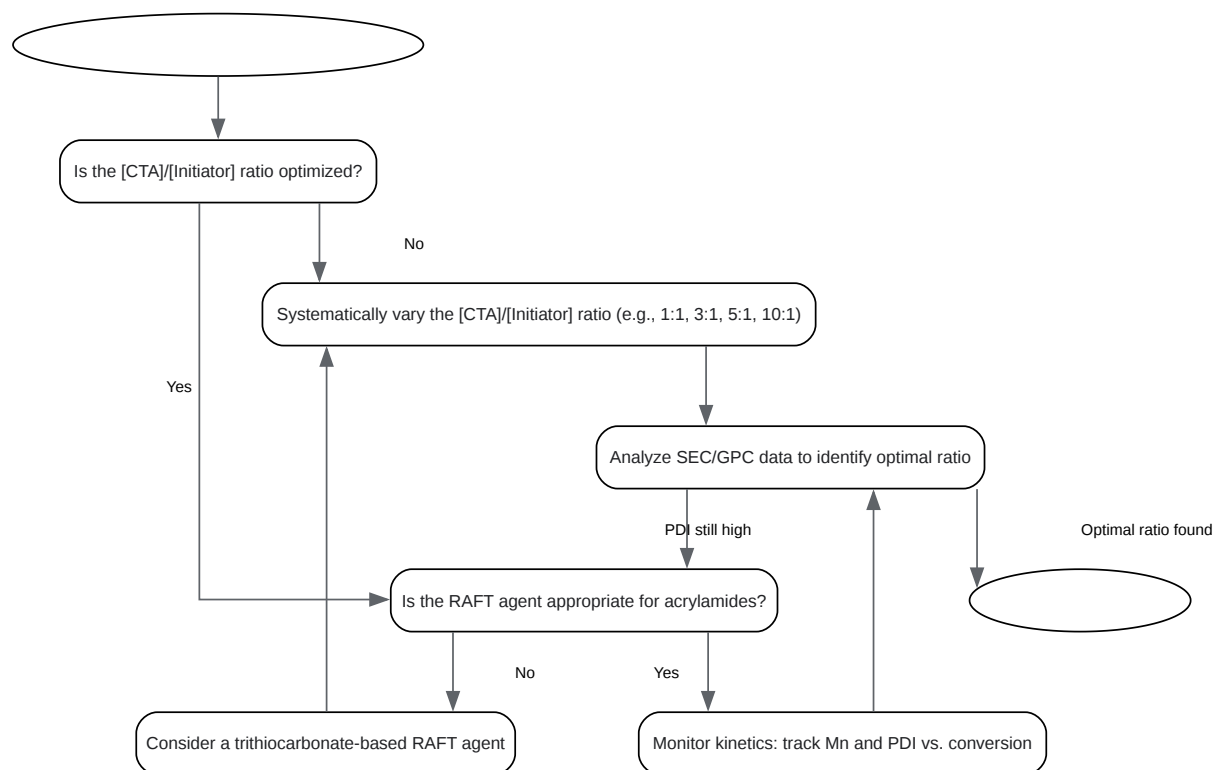 Is the [CTA]/[Initiator] ratio optimized?
No
Systematically vary the [CTA]/[Initiator] ratio (e.g., 1:1, 3:1, 5:1, 10:1)
Yes
Analyze SEC/GPC data to identify optimal ratio
PDI still high
Optimal ratio found
Is the RAFT agent appropriate for acrylamides?
No
Yes
Consider a trithiocarbonate-based RAFT agent
Monitor kinetics: track Mn and PDI vs. conversion